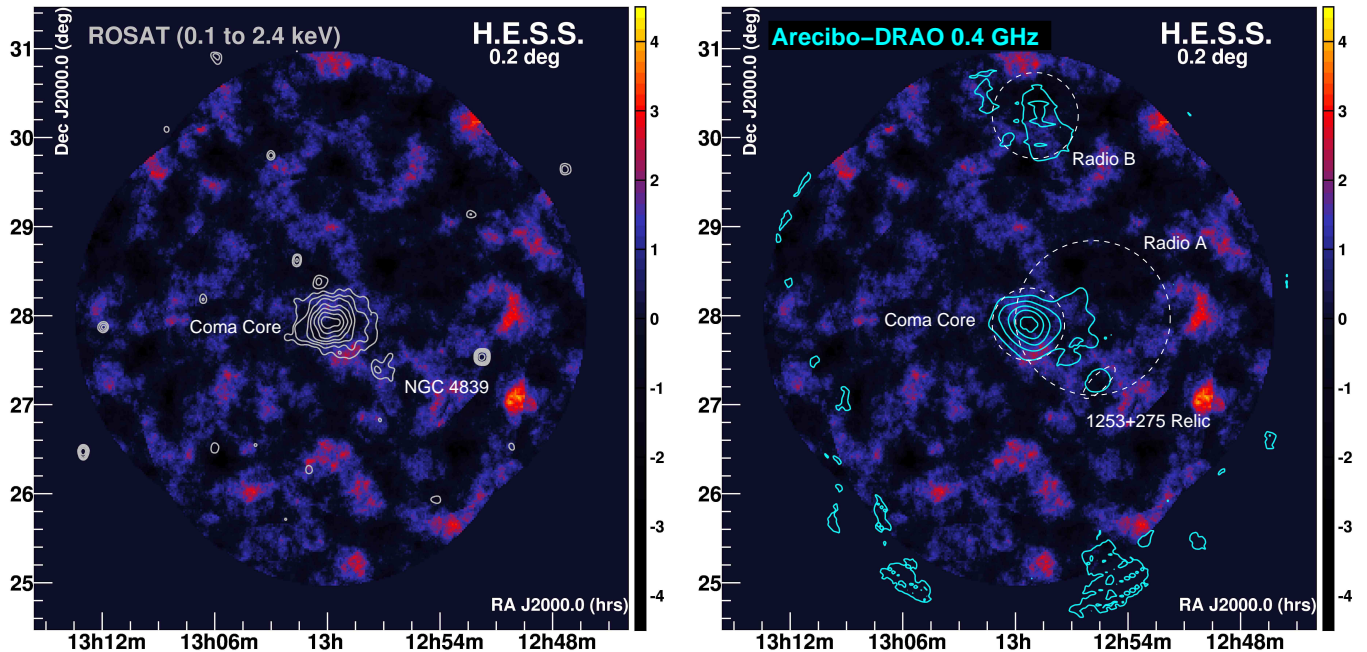 ROSAT (0.1 to 2.4 keV)
H.E.S.S.
0.2 deg
Dec J2000.0 (deg)
31
30
29
28
27
26
25
Coma Core
NGC 4839
RA J2000.0 (hrs)
13h12m
13h06m
13h
12h54m
12h48m
4
3
2
1
0
-1
-2
-3
-4
Arecibo–DRAO 0.4 GHz
H.E.S.S.
0.2 deg
Dec J2000.0 (deg)
31
30
29
28
27
26
25
Radio B
Radio A
Coma Core
1253+275 Relic
RA J2000.0 (hrs)
13h12m
13h06m
13h
12h54m
12h48m
4
3
2
1
0
-1
-2
-3
-4